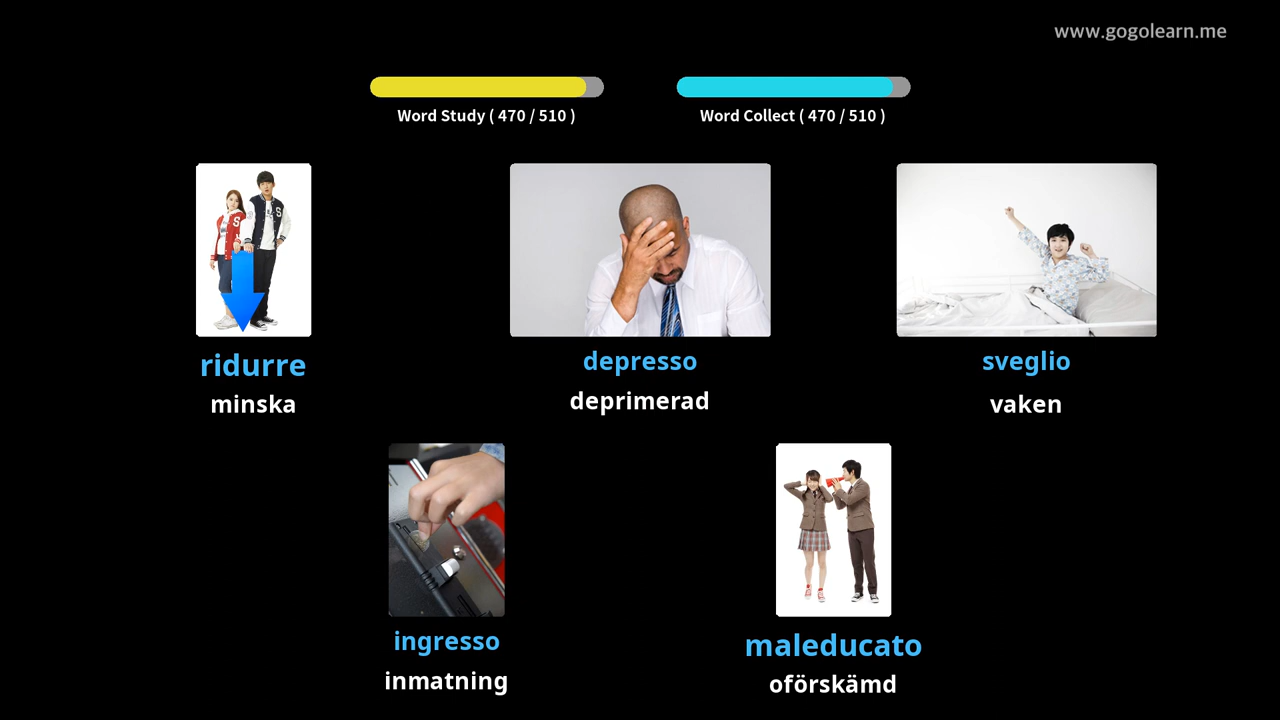 www.gogolearn.me
Word Study ( 470 / 510 )
Word Collect ( 470 / 510 )
ridurre
minska
depresso
deprimerad
sveglio
vaken
ingresso
inmatning
maleducato
oförskämd